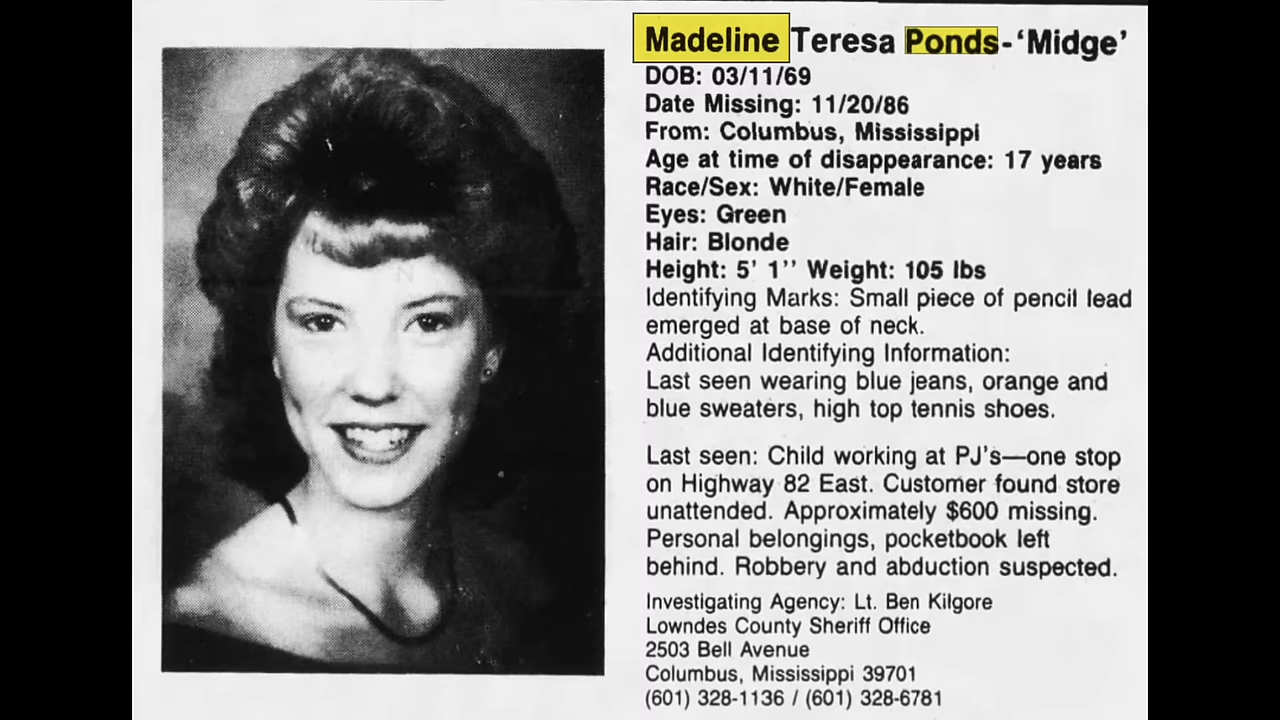 Madeline Teresa Ponds-‘Midge’
DOB: 03/11/69
Date Missing: 11/20/86
From: Columbus, Mississippi
Age at time of disappearance: 17 years
Race/Sex: White/Female
Eyes: Green
Hair: Blonde
Height: 5’ 1’’ Weight: 105 lbs
Identifying Marks: Small piece of pencil lead
emerged at base of neck.
Additional Identifying Information:
Last seen wearing blue jeans, orange and
blue sweaters, high top tennis shoes.
Last seen: Child working at PJ’s—one stop
on Highway 82 East. Customer found store
unattended. Approximately $600 missing.
Personal belongings, pocketbook left
behind. Robbery and abduction suspected.
Investigating Agency: Lt. Ben Kilgore
Lowndes County Sheriff Office
2503 Bell Avenue
Columbus, Mississippi 39701
(601) 328-1136 / (601) 328-6781